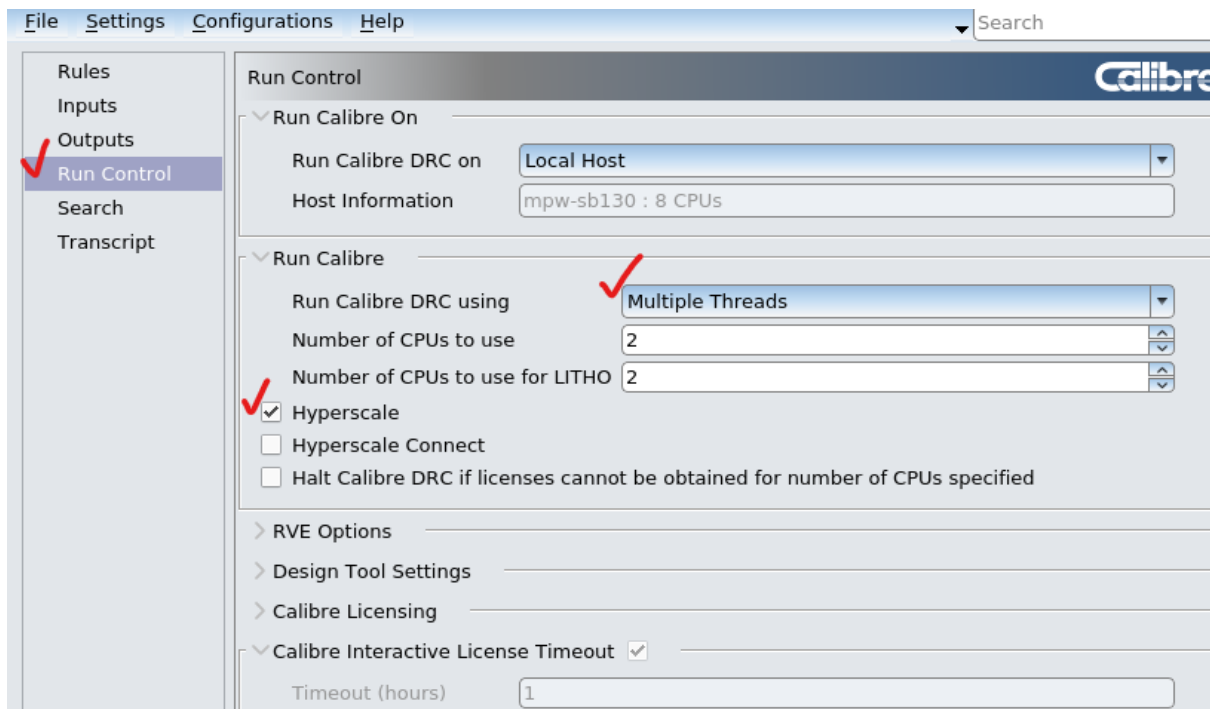 File Settings Configurations Help Search
Rules
Inputs
Outputs
Run Control
Search
Transcript
Run Control Calibre
Run Calibre On
Run Calibre DRC on Local Host
Host Information mpw-sb130 : 8 CPUs
Run Calibre
Run Calibre DRC using Multiple Threads
Number of CPUs to use 2
Number of CPUs to use for LITHO 2
Hyperscale
Hyperscale Connect
Halt Calibre DRC if licenses cannot be obtained for number of CPUs specified
RVE Options
Design Tool Settings
Calibre Licensing
Calibre Interactive License Timeout
Timeout (hours) 1